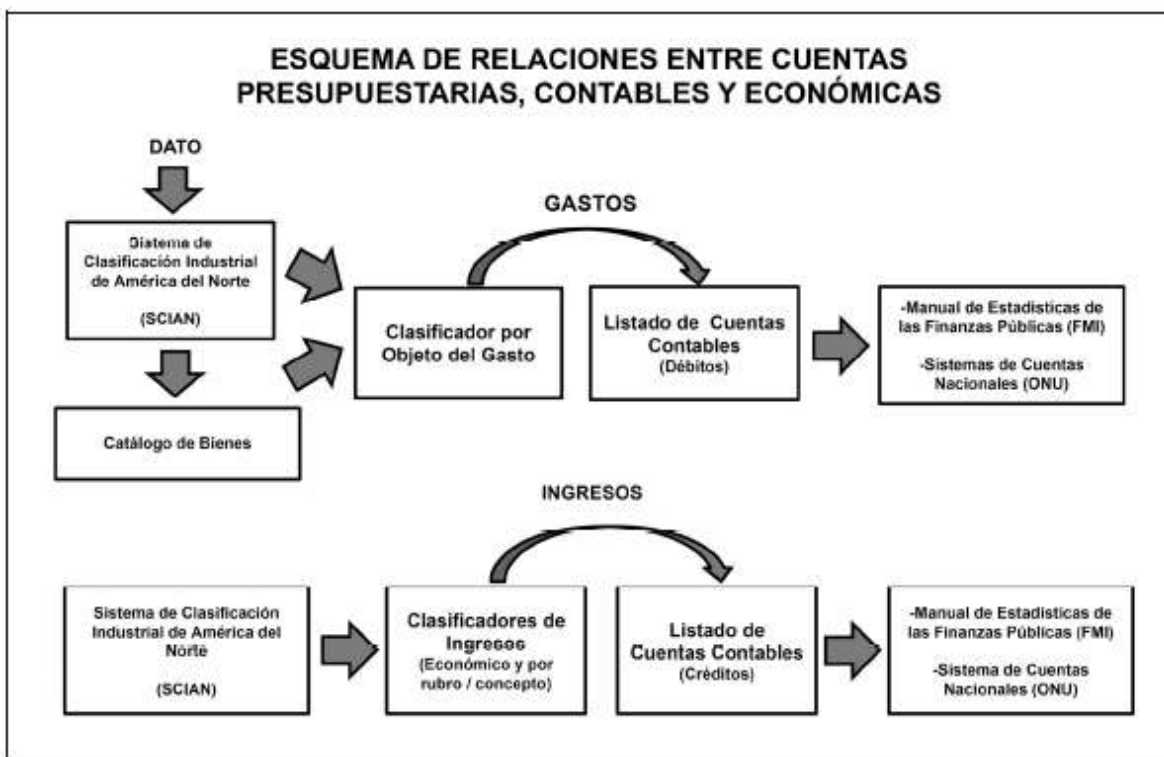 ESQUEMA DE RELACIONES ENTRE CUENTAS
PRESUPUESTARIAS, CONTABLES Y ECONÓMICAS
DATO
GASTOS
Sistema de
Clasificación Industrial
de América del Norte
(SCIAN)
Clasificador por
Objeto del Gasto
Listado de Cuentas
Contables
(Débitos)
-Manual de Estadísticas de
las Finanzas Públicas (FMI)
-Sistemas de Cuentas
Nacionales (ONU)
Catálogo de Bienes
INGRESOS
Sistema de Clasificación
Industrial de América del
Norte
(SCIAN)
Clasificadores de
Ingresos
(Económico y por
rubro / concepto)
Listado de
Cuentas Contables
(Créditos)
-Manual de Estadísticas de
las Finanzas Públicas (FMI)
-Sistema de Cuentas
Nacionales (ONU)